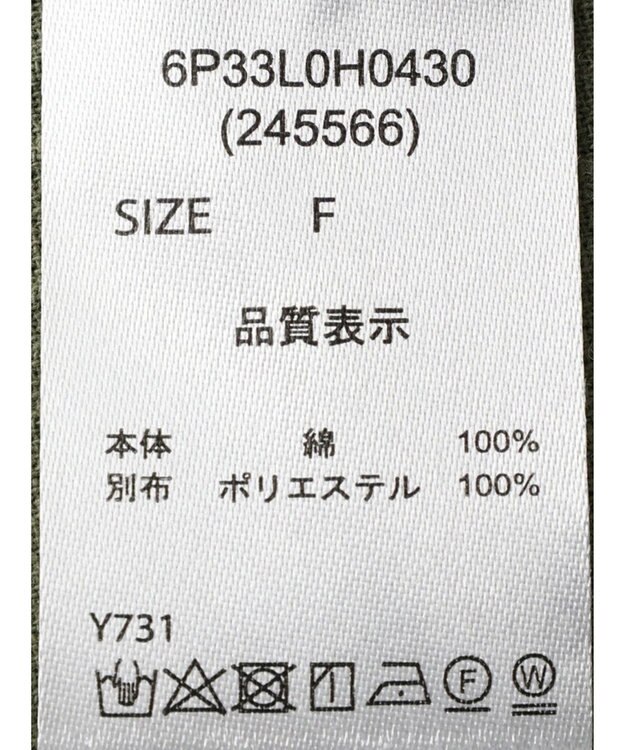 6P33L0H0430
(245566)
SIZE F
品質表示
本体 綿 100%
別布 ポリエステル 100%
Y731
F W